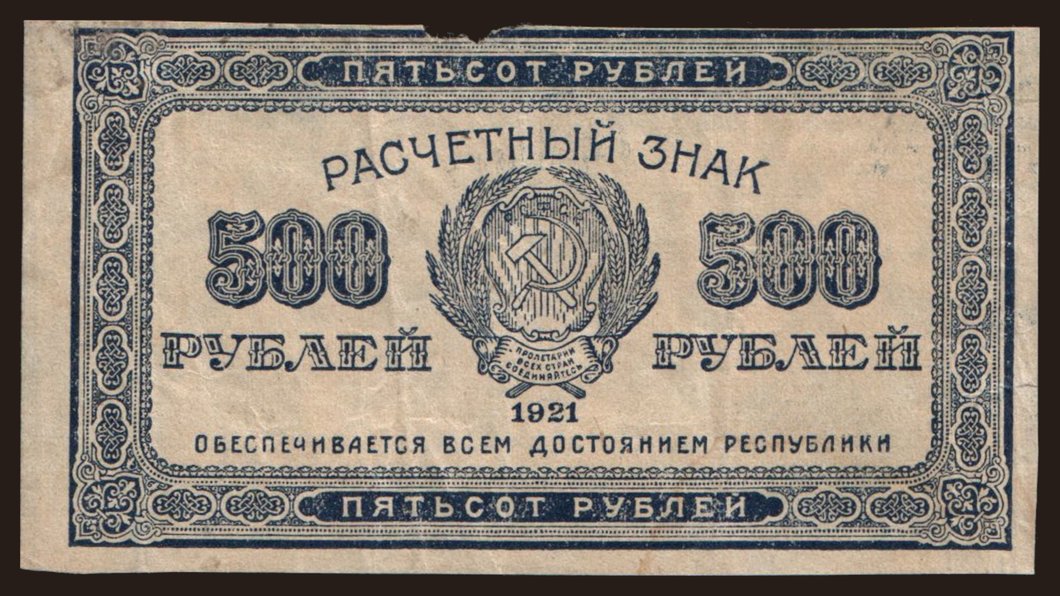 ПЯТЬСОТ РУБЛЕЙ
РАСЧЕТНЫЙ ЗНАК
500 500
РУБЛЕЙ РУБЛЕЙ
ПРОЛЕТАРИИ
ВСЕХ СТРАН
СОЕДИНЯЙТЕСЬ
1921
ОБЕСПЕЧИВАЕТСЯ ВСЕМ ДОСТОЯНИЕМ РЕСПУБЛИКИ
ПЯТЬСОТ РУБЛЕЙ